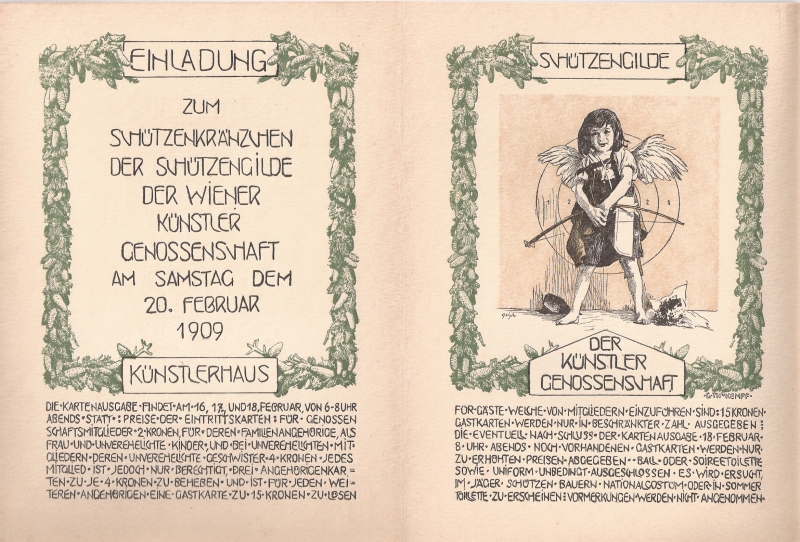 EINLADUNG
ZUM
SCHÜTZENKRÄNZCHEN
DER SCHÜTZENGILDE
DER WIENER
KÜNSTLER
GENOSSENSCHAFT
AM SAMSTAG DEM
20. FEBRUAR
1909
KÜNSTLERHAUS
DIE·KARTENAUSGABE·FINDET·AM·16, 17, UND 18, FEBRUAR, VON·6-8 UHR
ABENDS·STATT·:·PREISE·DER·EINTRITTSKARTEN:·FÜR·GENOSSEN
SCHAFTSMITGLIEDER·2·KRONEN, FÜR·DEREN·FAMILIENANGEHÖRIGE, ALS
FRAU·UND·UNVEREHELICHTE·KINDER, UND·BEI·UNVEREHELICHTEN·MIT-
GLIEDERN·DEREN·UNVEREHELICHTE·GESCHWISTER·4·KRONEN·JEDES
MITGLIED·IST·JEDOCH·NUR·BERECHTIGT, DREI·ANGEHÖRIGENKAR=
TEN·ZU·JE·4·KRONEN·ZU·BEHEBEN·UND·IST·FÜR·JEDEN·WEI-
TEREN·ANGEHÖRIGEN·EINE·GASTKARTE·ZU·15·KRONEN·ZU·LÖSEN
SCHÜTZENGILDE
1 2 2 1
DER
KÜNSTLER
GENOSSENSCHAFT
FÜR·GÄSTE·WELCHE·VON·MITGLIEDERN·EINZUFÜHREN·SIND:15 KRONEN·
GASTKARTEN·WERDEN·NUR·IN·BESCHRÄNKTER·ZAHL·AUSGEGEBEN:
DIE·EVENTUELL·NACH·SCHLUSS·DER·KARTENAUSGABE·18·FEBRUAR·
8·UHR·ABENDS·NOCH·VORHANDENEN·GASTKARTEN·WERDEN·NUR·
ZU·ERHÖHTEN·PREISEN·ABGEGEBEN··BALL·ODER·SOIREETOILETTE
SOWIE·UNIFORM·UNBEDINGT·AUSGESCHLOSSEN·ES·WIRD·ERSUCHT,
IM·JÄGER·SCHÜTZEN·BAUERN·NATIONALCOSTÜM·ODER·IN·SOMMER
TOILETTE·ZU·ERSCHEINEN:VORMERKUNGEN·WERDEN·NICHT·ANGENOMMEN·